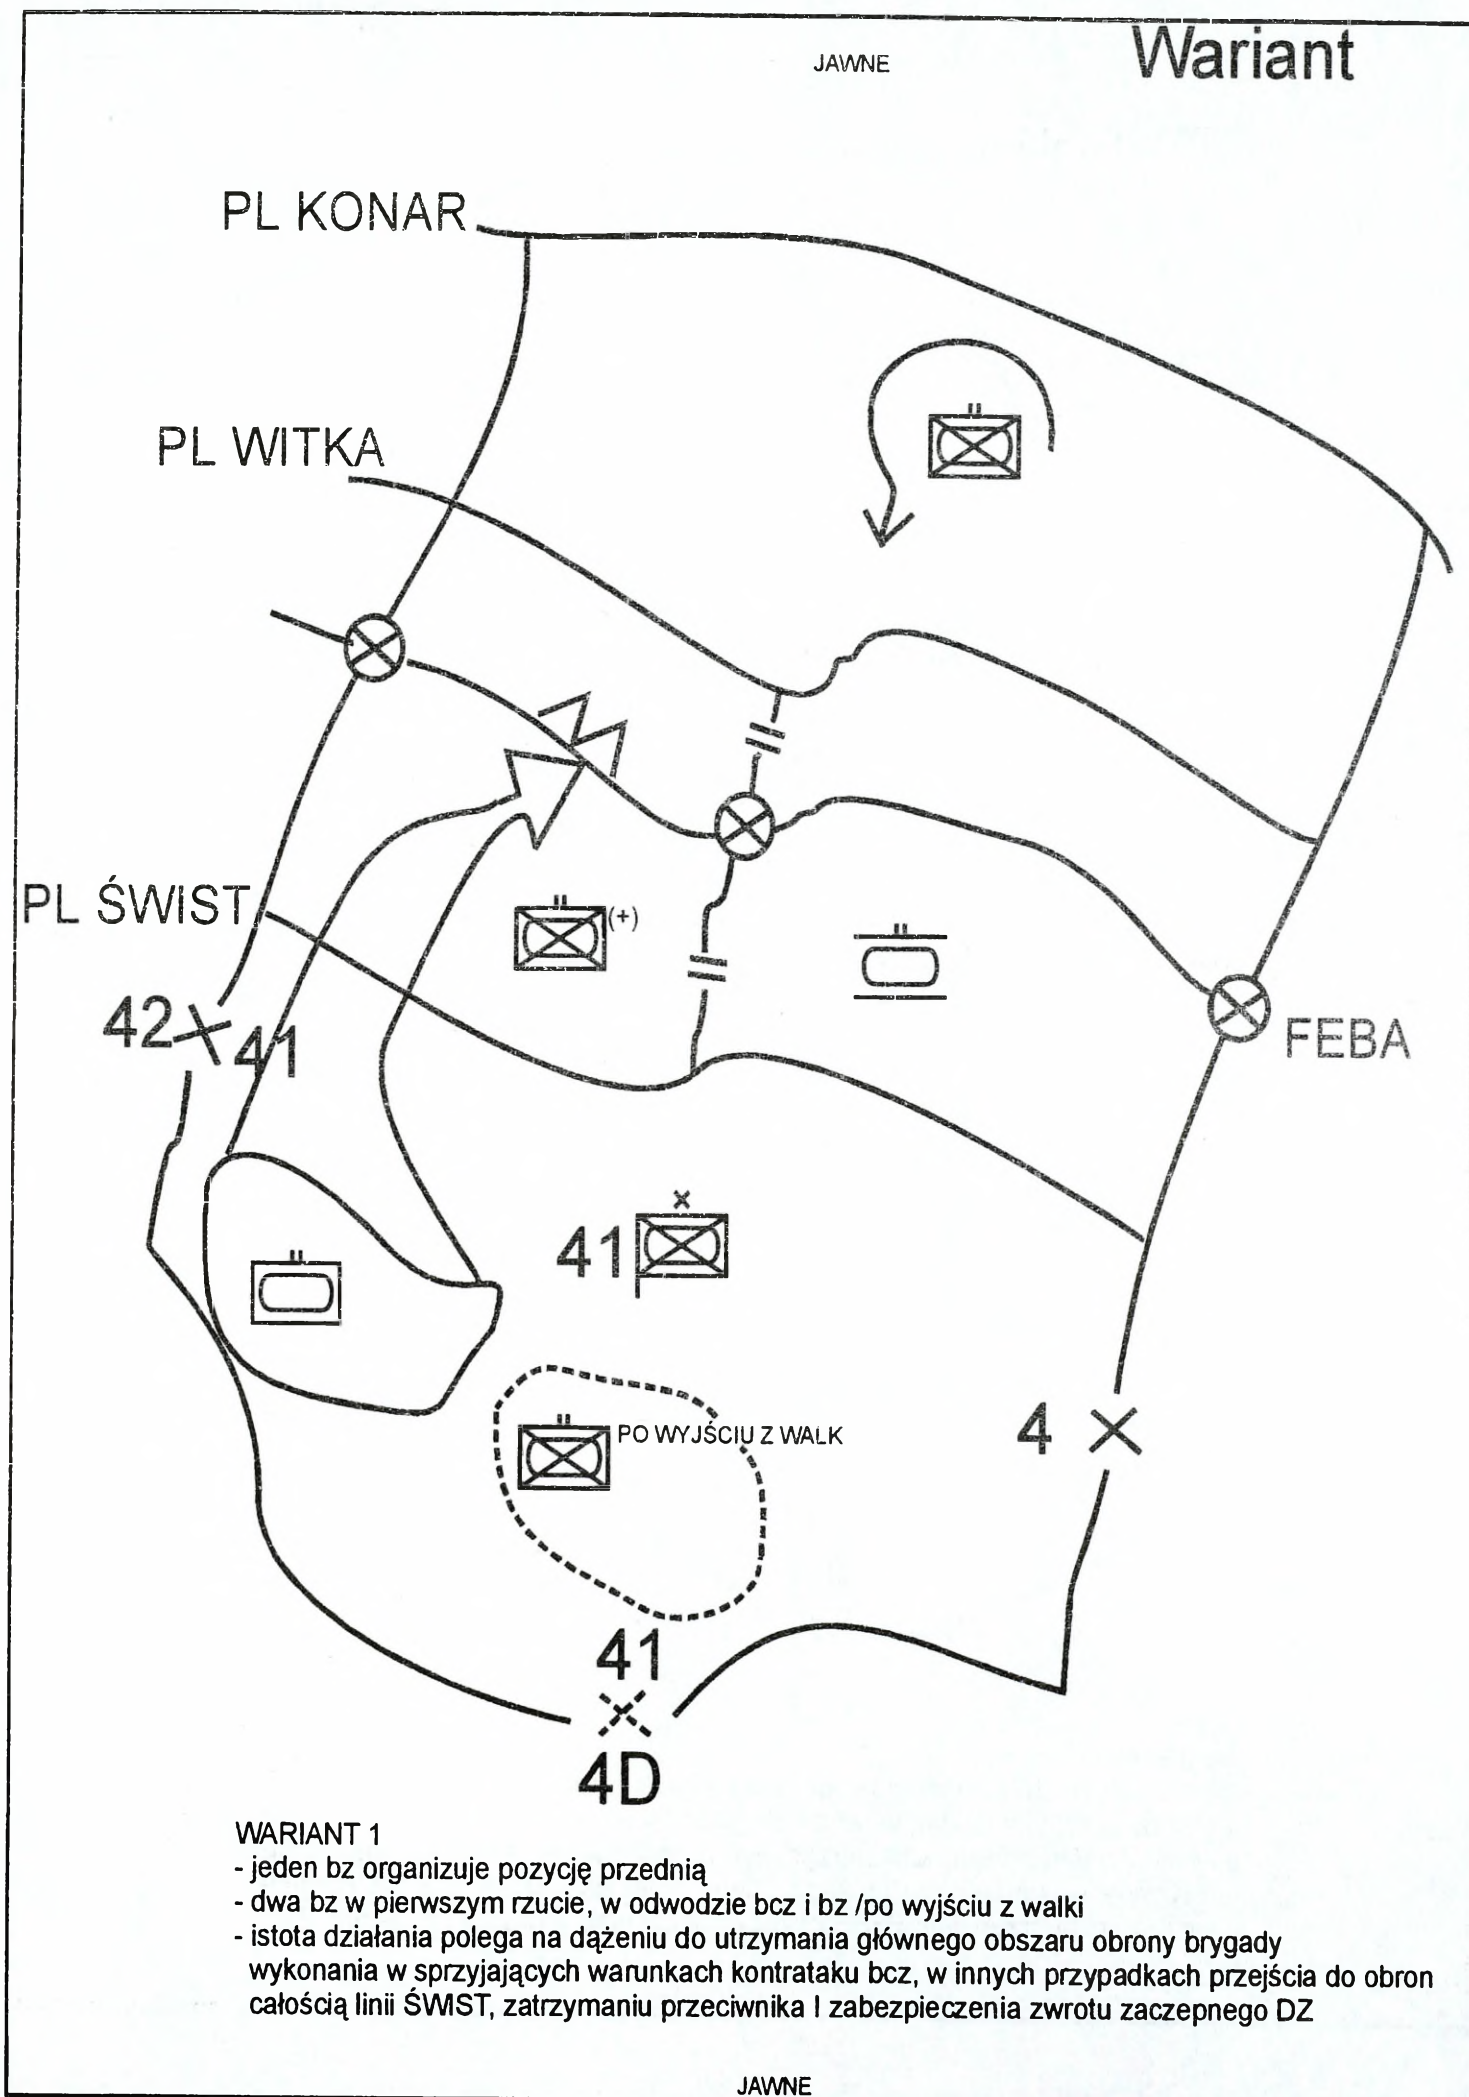 JAWNE
Wariant
PL KONAR
PL WITKA
PL ŚWIST
(+)
FEBA
42
41
41
PO WYJŚCIU Z WALK
4
41
4D
WARIANT 1
- jeden bz organizuje pozycję przednią
- dwa bz w pierwszym rzucie, w odwodzie bcz i bz /po wyjściu z walki
- istota działania polega na dążeniu do utrzymania głównego obszaru obrony brygady
wykonania w sprzyjających warunkach kontrataku bcz, w innych przypadkach przejścia do obron
całością linii ŚWIST, zatrzymaniu przeciwnika I zabezpieczenia zwrotu zaczepnego DZ
JAWNE